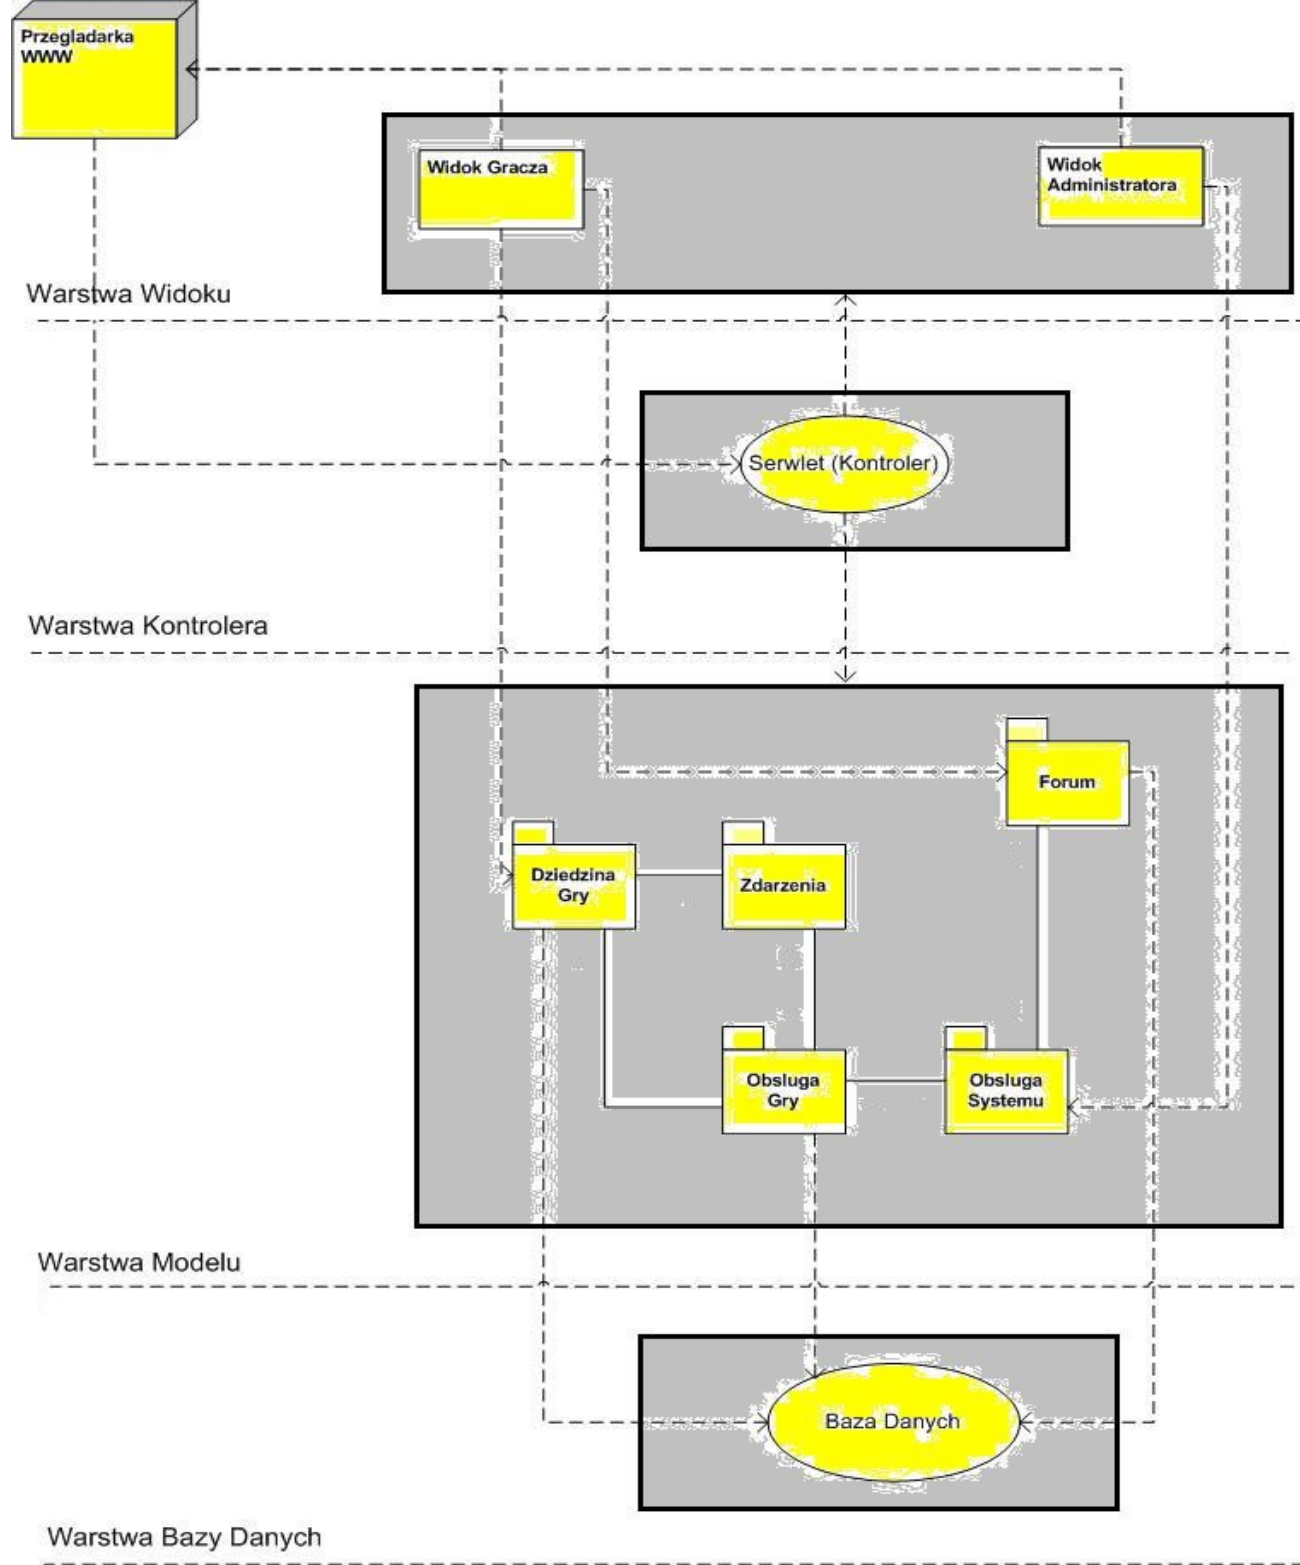 Przegladarka
WWW
Widok Gracza
Widok
Administratora
Warstwa Widoku
Serwlet (Kontroler)
Warstwa Kontrolera
Forum
Dziedzina
Gry
Zdarzenia
Obsluga
Gry
Obsluga
Systemu
Warstwa Modelu
Baza Danych
Warstwa Bazy Danych